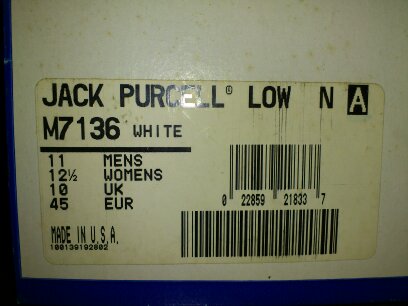 JACK PURCELL® LOW N A
M7136 WHITE
11 MENS
12½ WOMENS
10 UK
45 EUR
0 22859 21833 7
MADE IN U.S.A.
100139192802